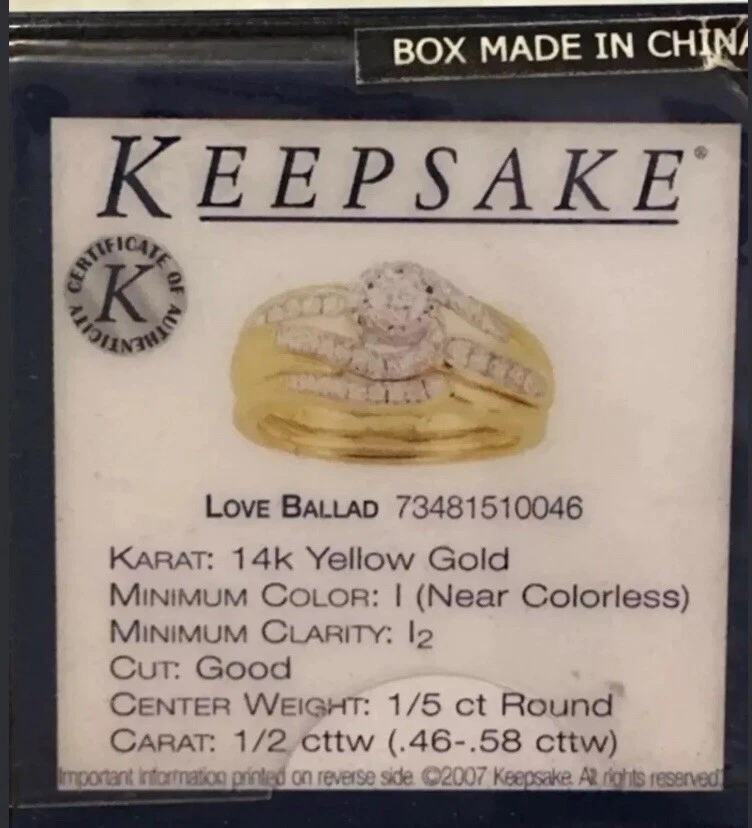 BOX MADE IN CHINA
KEEPSAKE®
CERTIFICATE OF AUTHENTICITY
K
LOVE BALLAD 73481510046
KARAT: 14k Yellow Gold
MINIMUM COLOR: I (Near Colorless)
MINIMUM CLARITY: I2
CUT: Good
CENTER WEIGHT: 1/5 ct Round
CARAT: 1/2 cttw (.46-.58 cttw)
Important information printed on reverse side. ©2007 Keepsake. All rights reserved.